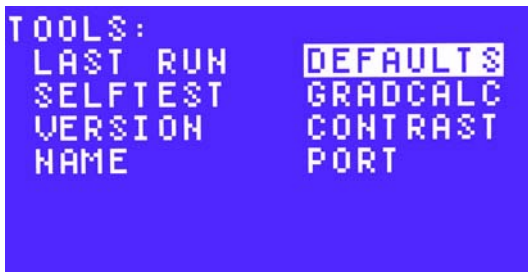 TOOLS:
LAST RUN DEFAULTS
SELFTEST GRADCALC
VERSION CONTRAST
NAME PORT